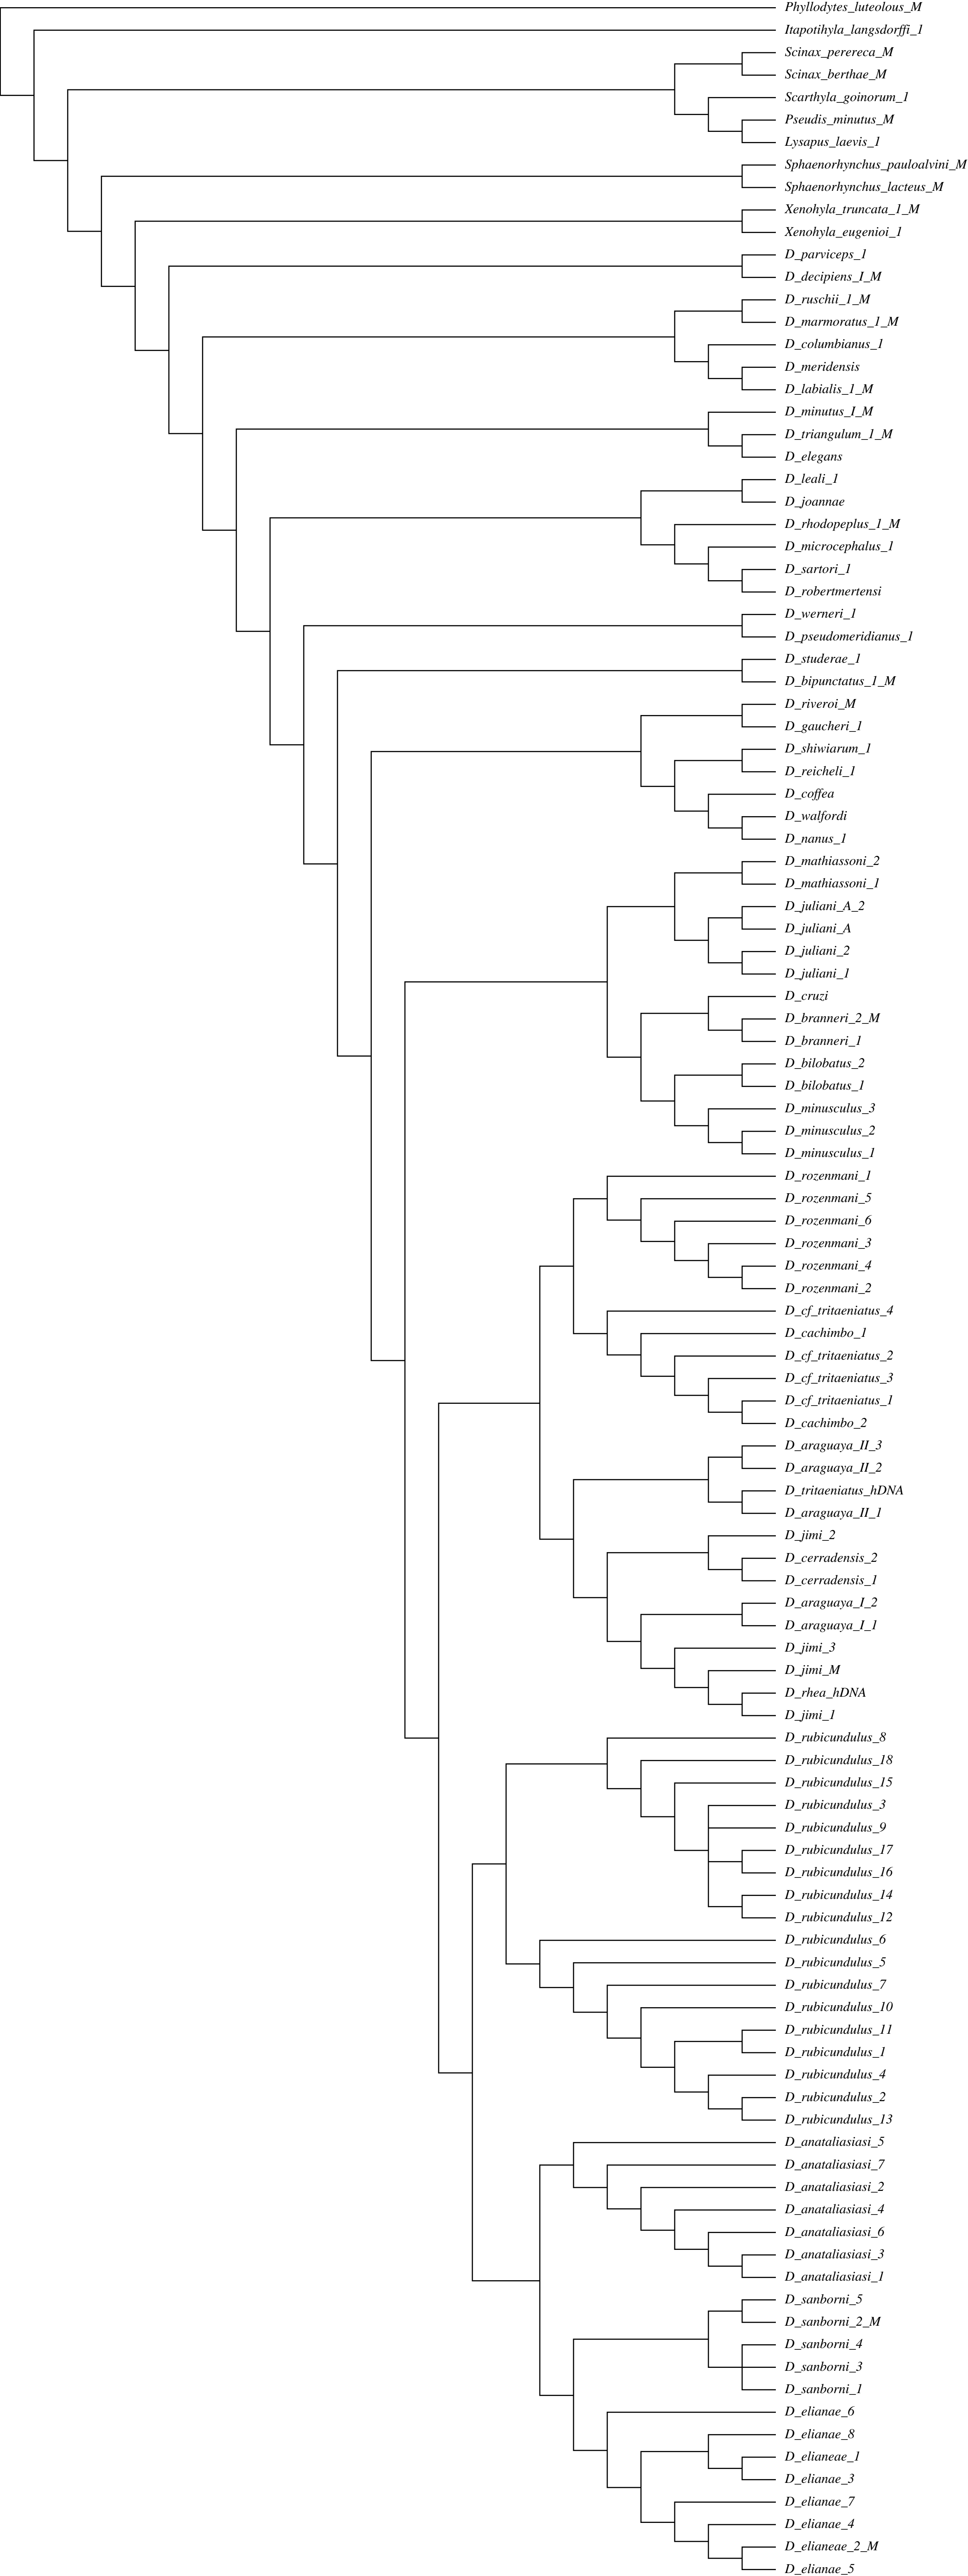 Phyllodytes_luteolous_M
Itapotihyla_langsdorffi_1
Scinax_perereca_M
Scinax_berthae_M
Scarthyla_goinorum_1
Pseudis_minutus_M
Lysapus_laevis_1
Sphaenorhynchus_pauloalvini_M
Sphaenorhynchus_lacteus_M
Xenohyla_truncata_1_M
Xenohyla_eugenioi_1
D_parviceps_1
D_decipiens_I_M
D_ruschii_1_M
D_marmoratus_1_M
D_columbianus_1
D_meridensis
D_labialis_1_M
D_minutus_I_M
D_triangulum_1_M
D_elegans
D_leali_1
D_joannae
D_rhodopeplus_1_M
D_microcephalus_1
D_sartori_1
D_robertmertensi
D_werneri_1
D_pseudomeridianus_1
D_studerae_1
D_bipunctatus_1_M
D_riveroi_M
D_gaucheri_1
D_shiwiarum_1
D_reicheli_1
D_coffea
D_walfordi
D_nanus_1
D_mathiassoni_2
D_mathiassoni_1
D_juliani_A_2
D_juliani_A
D_juliani_2
D_juliani_1
D_cruzi
D_branneri_2_M
D_branneri_1
D_bilobatus_2
D_bilobatus_1
D_minusculus_3
D_minusculus_2
D_minusculus_1
D_rozenmani_1
D_rozenmani_5
D_rozenmani_6
D_rozenmani_3
D_rozenmani_4
D_rozenmani_2
D_cf_tritaeniatus_4
D_cachimbo_1
D_cf_tritaeniatus_2
D_cf_tritaeniatus_3
D_cf_tritaeniatus_1
D_cachimbo_2
D_araguaya_II_3
D_araguaya_II_2
D_tritaeniatus_hDNA
D_araguaya_II_1
D_jimi_2
D_cerradensis_2
D_cerradensis_1
D_araguaya_I_2
D_araguaya_I_1
D_jimi_3
D_jimi_M
D_rhea_hDNA
D_jimi_1
D_rubicundulus_8
D_rubicundulus_18
D_rubicundulus_15
D_rubicundulus_3
D_rubicundulus_9
D_rubicundulus_17
D_rubicundulus_16
D_rubicundulus_14
D_rubicundulus_12
D_rubicundulus_6
D_rubicundulus_5
D_rubicundulus_7
D_rubicundulus_10
D_rubicundulus_11
D_rubicundulus_1
D_rubicundulus_4
D_rubicundulus_2
D_rubicundulus_13
D_anataliasiasi_5
D_anataliasiasi_7
D_anataliasiasi_2
D_anataliasiasi_4
D_anataliasiasi_6
D_anataliasiasi_3
D_anataliasiasi_1
D_sanborni_5
D_sanborni_2_M
D_sanborni_4
D_sanborni_3
D_sanborni_1
D_elianae_6
D_elianae_8
D_elianeae_1
D_elianae_3
D_elianae_7
D_elianae_4
D_elianeae_2_M
D_elianae_5